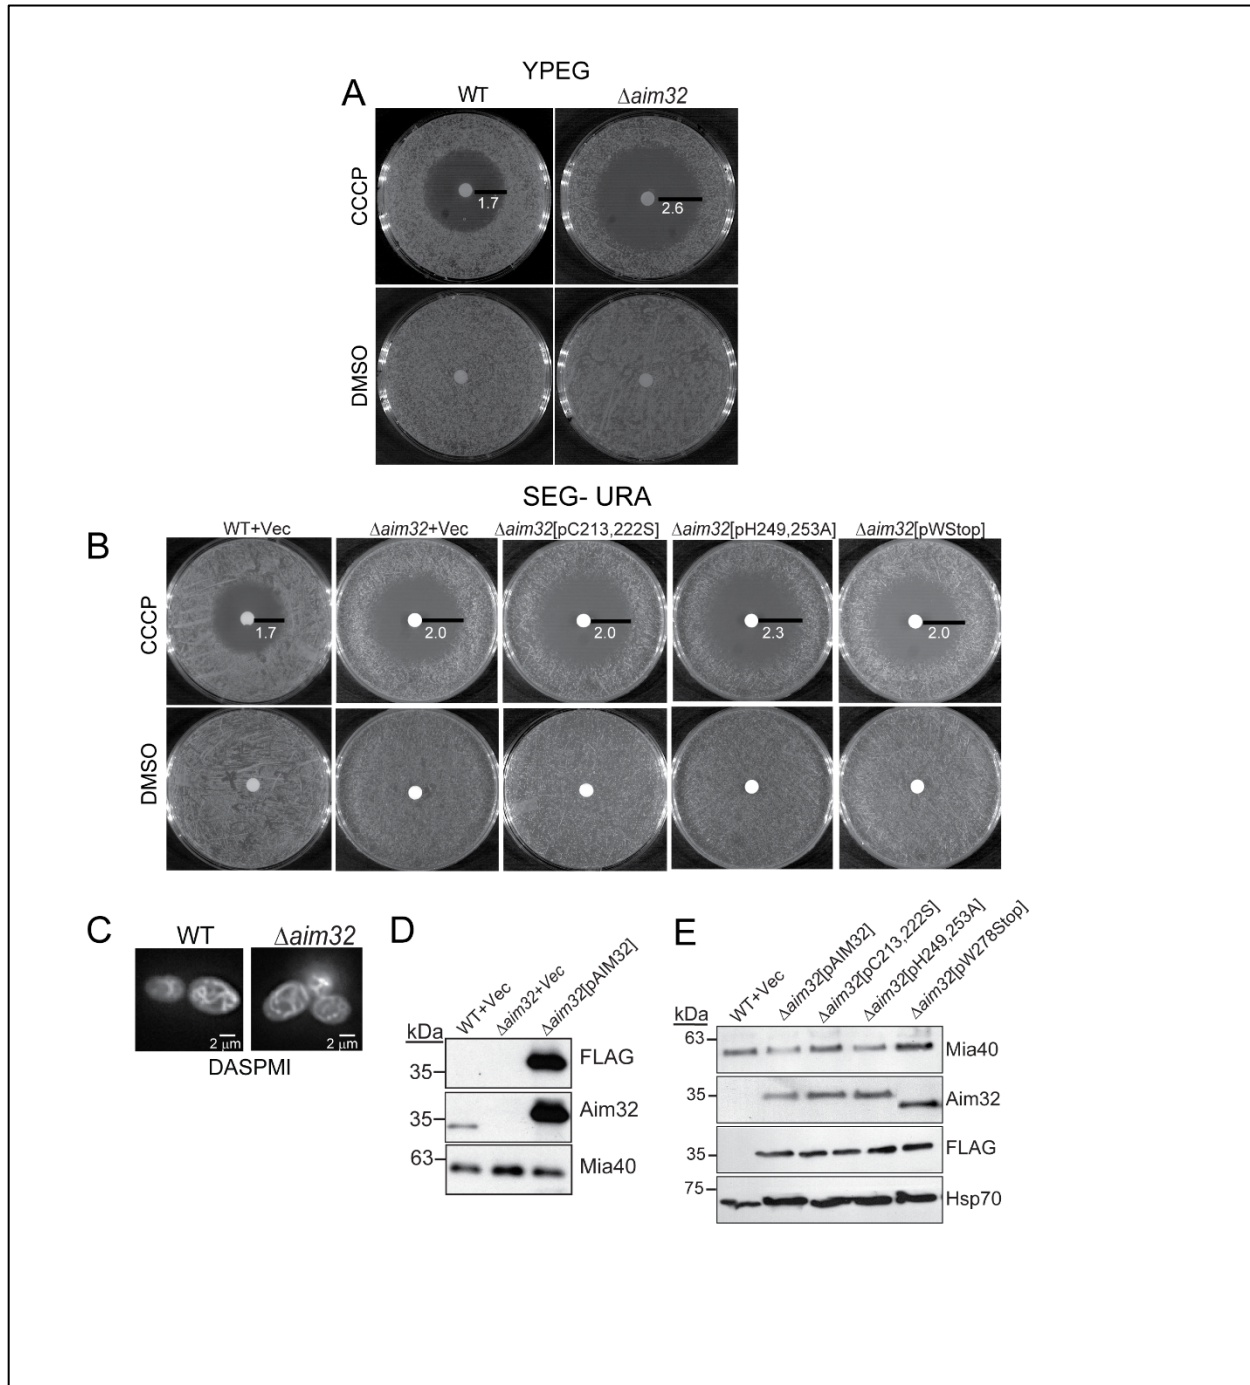 YPEG
A
WT
Δaim32
CCCP
1.7
2.6
DMSO
SEG- URA
B
WT+Vec
Δaim32+Vec
Δaim32[pC213,222S]
Δaim32[pH249,253A]
Δaim32[pWStop]
CCCP
1.7
2.0
2.0
2.3
2.0
DMSO
C
WT
Δaim32
2 μm
2 μm
DASPMI
D
kDa
WT+Vec
Δaim32+Vec
Δaim32[pAIM32]
35
FLAG
35
Aim32
63
Mia40
E
kDa
WT+Vec
Δaim32[pAIM32]
Δaim32[pC213,222S]
Δaim32[pH249,253A]
Δaim32[pW278Stop]
63
Mia40
35
Aim32
35
FLAG
75
Hsp70